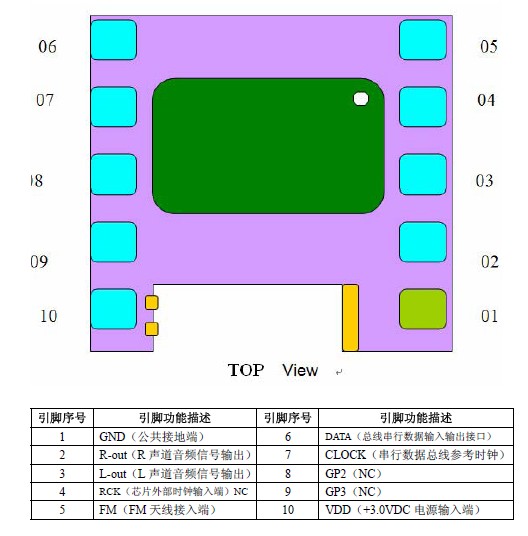 06 05
07 04
08 03
09 02
10 01
TOP View
引脚序号 引脚功能描述 引脚序号 引脚功能描述
1 GND（公共接地端） 6 DATA（总线串行数据输入输出接口）
2 R-out（R 声道音频信号输出） 7 CLOCK（串行数据总线参考时钟）
3 L-out（L 声道音频信号输出） 8 GP2（NC）
4 RCK（芯片外部时钟输入端）NC 9 GP3（NC）
5 FM（FM 天线接入端） 10 VDD（+3.0VDC 电源输入端）